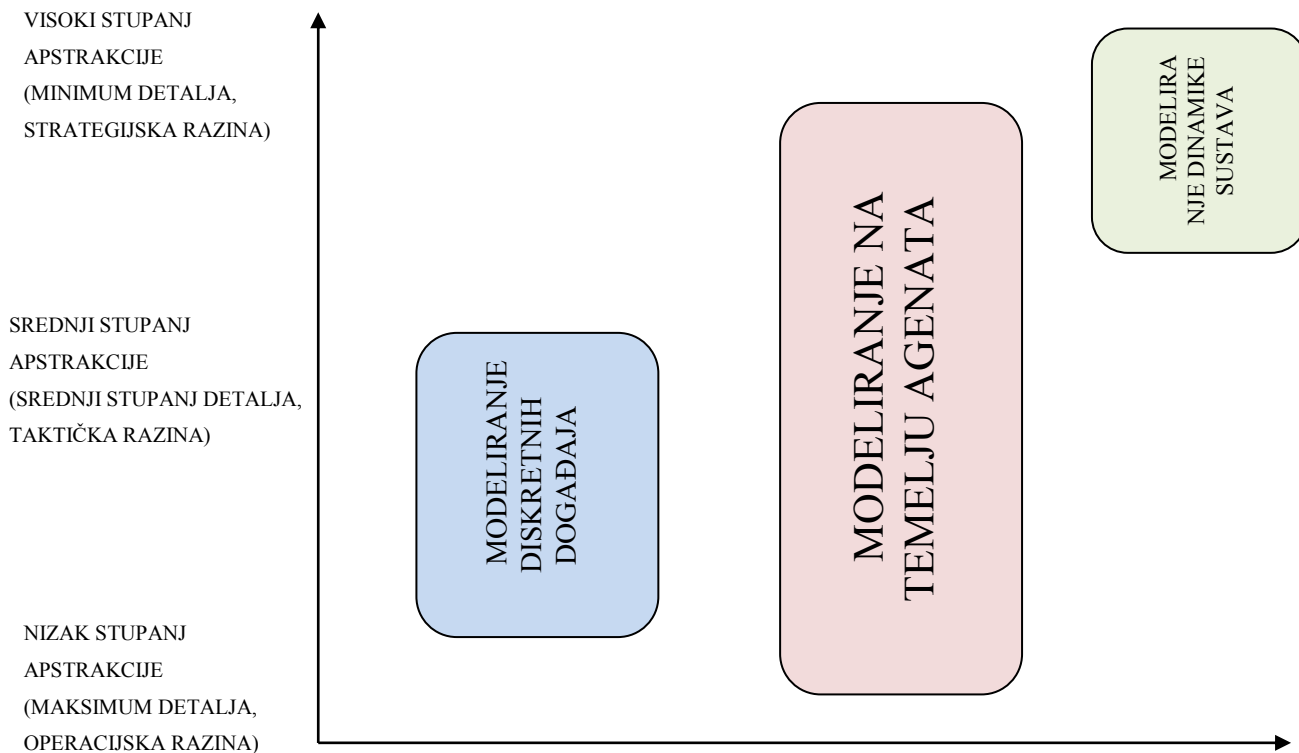 VISOKI STUPANJ
APSTRAKCIJE
(MINIMUM DETALJA,
STRATEGIJSKA RAZINA)
SREDNJI STUPANJ
APSTRAKCIJE
(SREDNJI STUPANJ DETALJA,
TAKTIČKA RAZINA)
NIZAK STUPANJ
APSTRAKCIJE
(MAKSIMUM DETALJA,
OPERACIJSKA RAZINA)
MODELIRANJE
DISKRETNIH
DOGAĐAJA
MODELIRANJE NA
TEMELJU AGENATA
MODELIRA
NJE DINAMIKE
SUSTAVA